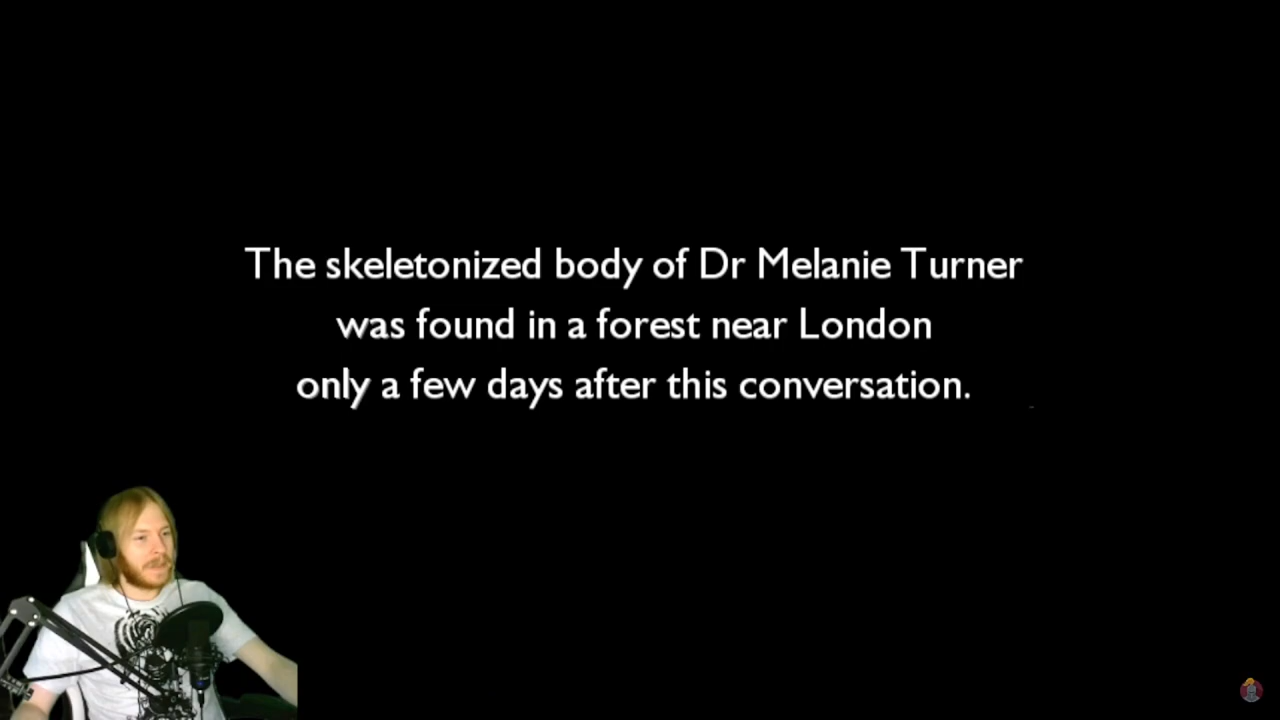 The skeletonized body of Dr Melanie Turner
was found in a forest near London
only a few days after this conversation.